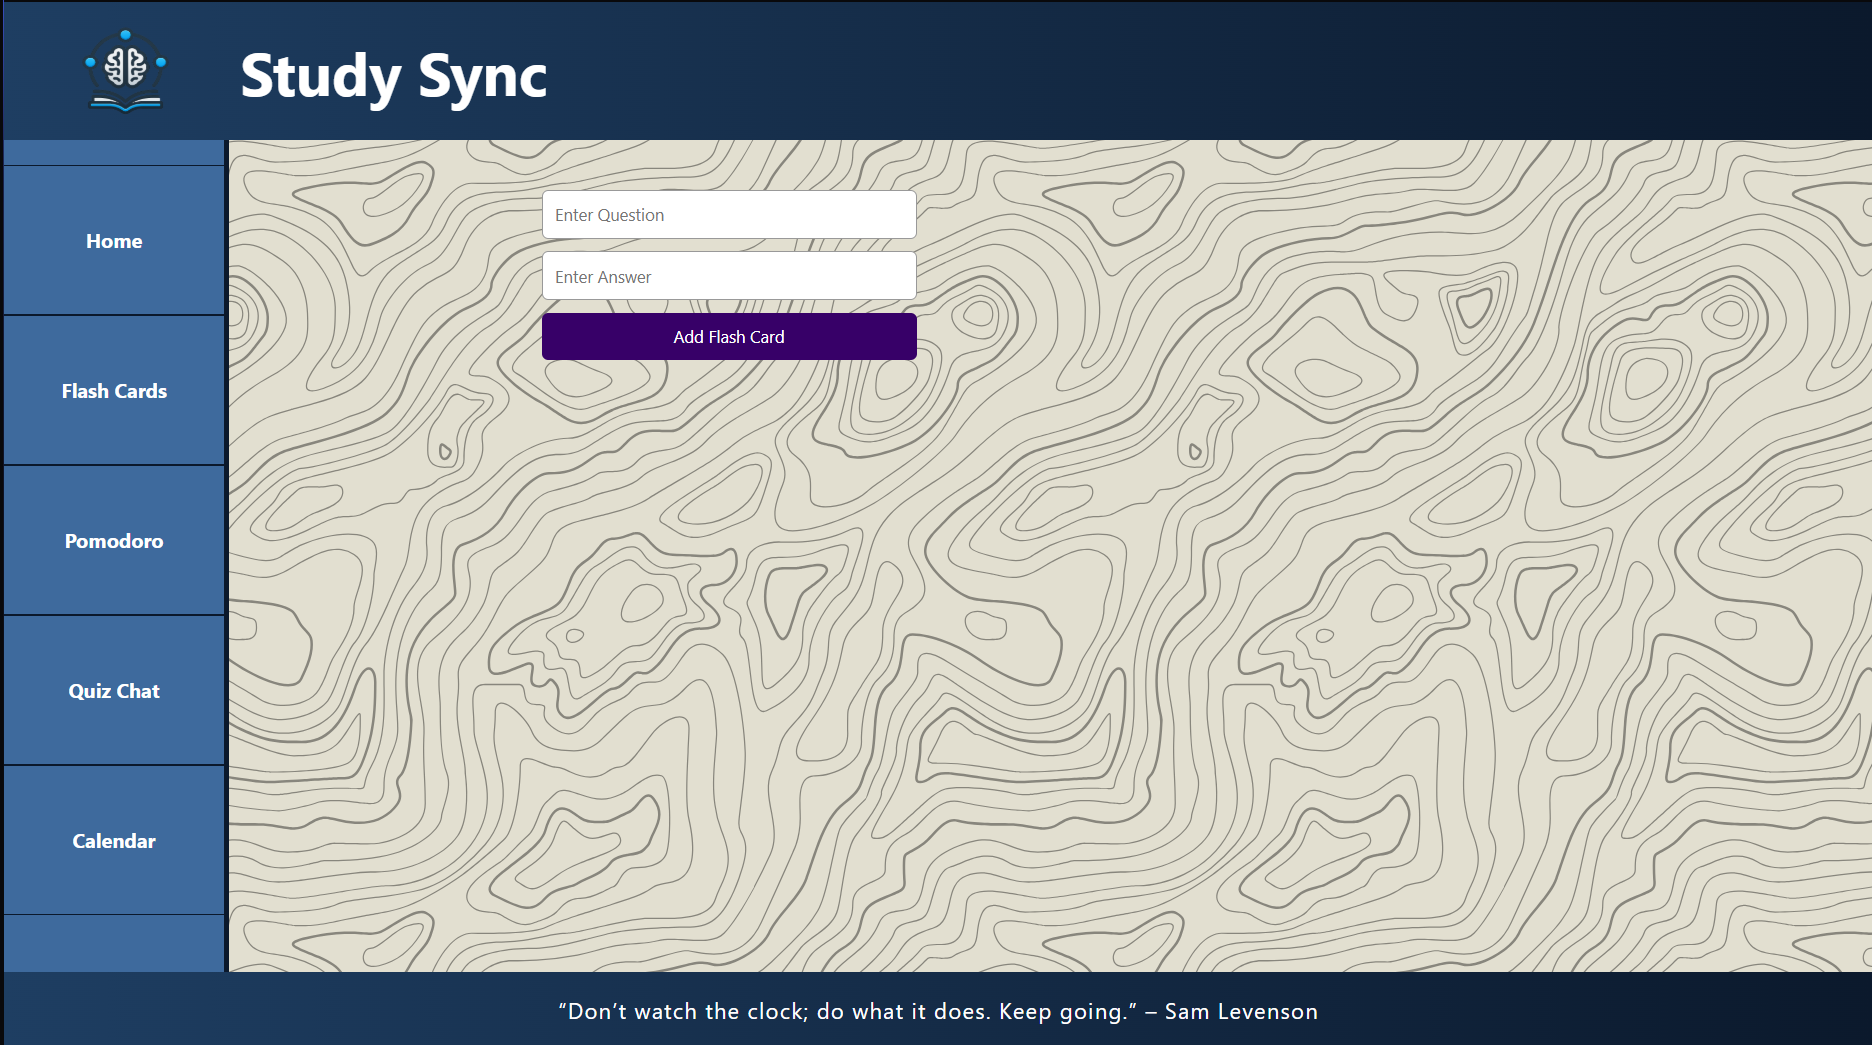 Study Sync
Home
Flash Cards
Pomodoro
Quiz Chat
Calendar
Enter Question
Enter Answer
Add Flash Card
“Don’t watch the clock; do what it does. Keep going.” – Sam Levenson